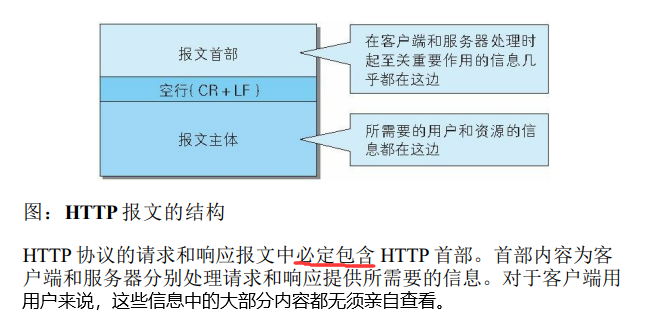 报文首部
在客户端和服务器处理时
起至关重要作用的信息几
乎都在这边
空行(CR+LF)
报文主体
所需要的用户和资源的信
息都在这边
图：HTTP 报文的结构
HTTP 协议的请求和响应报文中必定包含 HTTP 首部。首部内容为客
户端和服务器分别处理请求和响应提供所需要的信息。对于客户端用
用户来说，这些信息中的大部分内容都无须亲自查看。